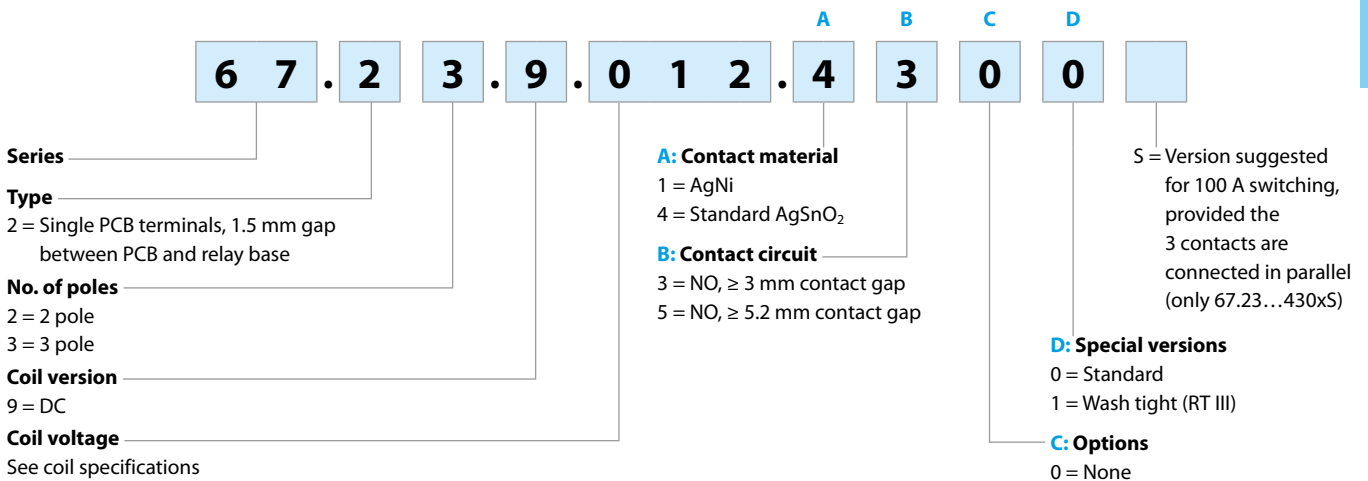 A B C D
6 7 . 2 3 . 9 . 0 1 2 . 4 3 0 0
Series
Type
2 = Single PCB terminals, 1.5 mm gap
between PCB and relay base
No. of poles
2 = 2 pole
3 = 3 pole
Coil version
9 = DC
Coil voltage
See coil specifications
A: Contact material
1 = AgNi
4 = Standard AgSnO₂
B: Contact circuit
3 = NO, ≥ 3 mm contact gap
5 = NO, ≥ 5.2 mm contact gap
S = Version suggested
for 100 A switching,
provided the
3 contacts are
connected in parallel
(only 67.23…430xS)
D: Special versions
0 = Standard
1 = Wash tight (RT III)
C: Options
0 = None